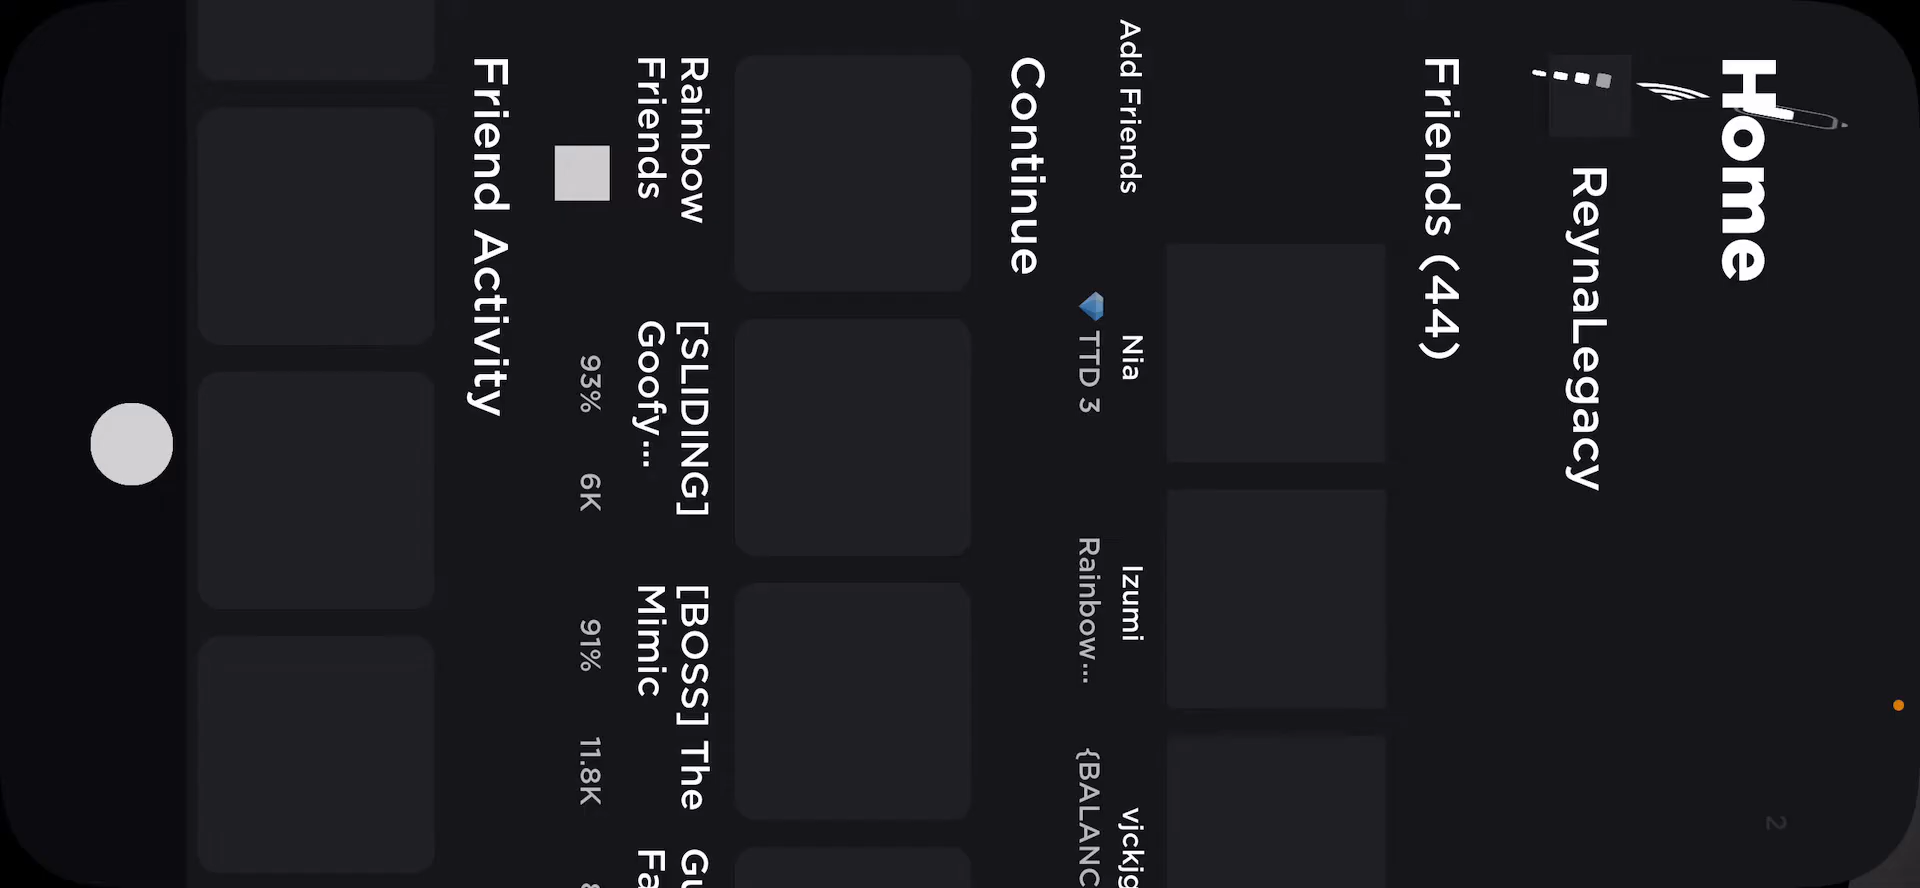 Home
ReynaLegacy
Friends (44)
Add Friends
Nia
TTD 3
Izumi
Rainbow...
Continue
Rainbow
Friends
[SLIDING]
Goofy...
93% 6K
[BOSS] The
Mimic
91% 11.8K
Friend Activity
2